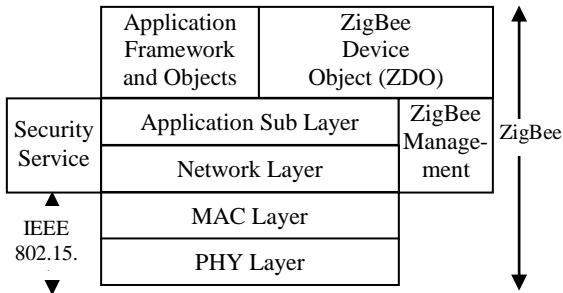 Application
Framework
and Objects
ZigBee
Device
Object (ZDO)
Security
Service
Application Sub Layer
Network Layer
ZigBee
Manage-
ment
ZigBee
IEEE
802.15.
MAC Layer
PHY Layer